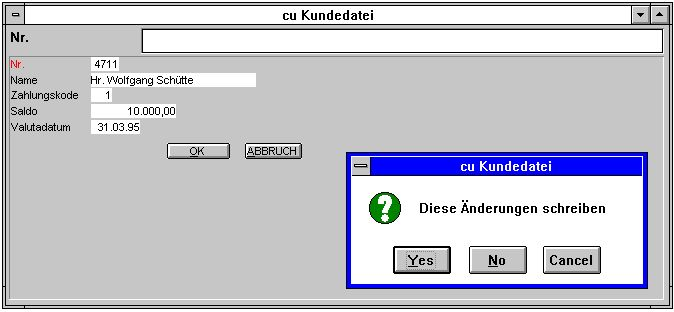 cu Kundedatei
Nr.
Nr. 4711
Name Hr. Wolfgang Schütte
Zahlungskode 1
Saldo 10.000,00
Valutadatum 31.03.95
OK ABBRUCH
cu Kundedatei
Diese Änderungen schreiben
Yes No Cancel